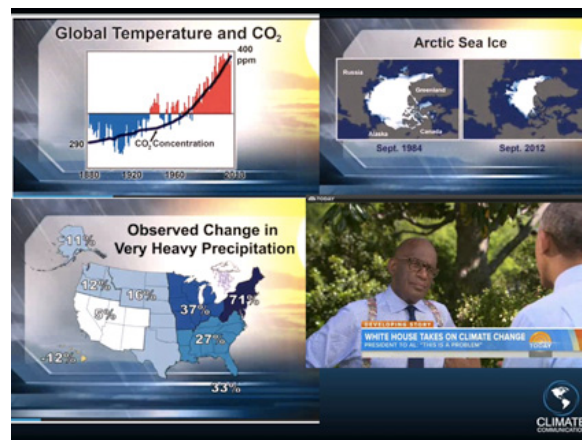 Global Temperature and CO2
400
ppm
290
CO2 Concentration
1880
1920
1960
Arctic Sea Ice
Russia
Greenland
Alaska
Canada
Sept. 1984
Sept. 2012
Observed Change in
Very Heavy Precipitation
-11%
12%
16%
5%
37%
71%
27%
-12%
33%
TODAY
DEVELOPING STORY
WHITE HOUSE TAKES ON CLIMATE CHANGE
PRESIDENT TO AL: "THIS IS A PROBLEM"
TODAY
CLIMATE
COMMUNICATION